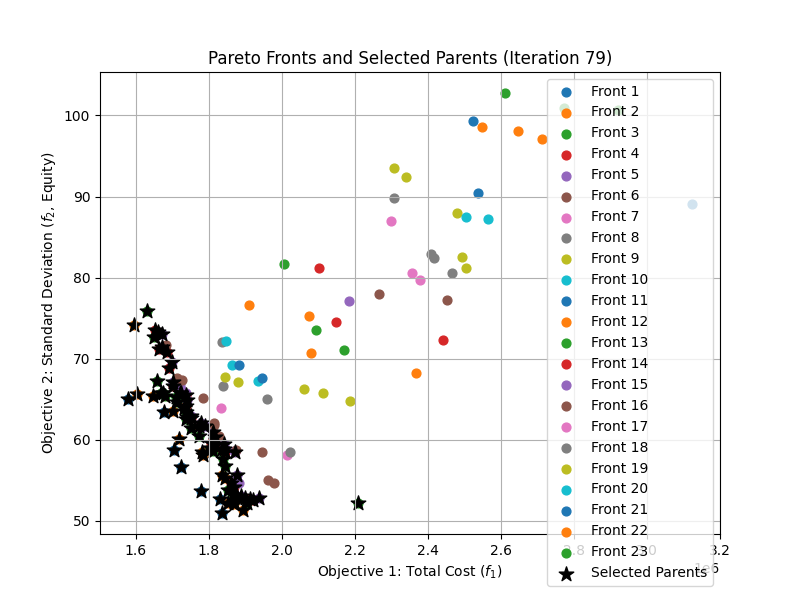 Pareto Fronts and Selected Parents (Iteration 79)
Objective 2: Standard Deviation (f₂, Equity)
100
90
80
70
60
50
1.6
1.8
2.0
2.2
2.4
2.6
2.8
3.0
3.2
1e6
Objective 1: Total Cost (f₁)
Front 1
Front 2
Front 3
Front 4
Front 5
Front 6
Front 7
Front 8
Front 9
Front 10
Front 11
Front 12
Front 13
Front 14
Front 15
Front 16
Front 17
Front 18
Front 19
Front 20
Front 21
Front 22
Front 23
Selected Parents